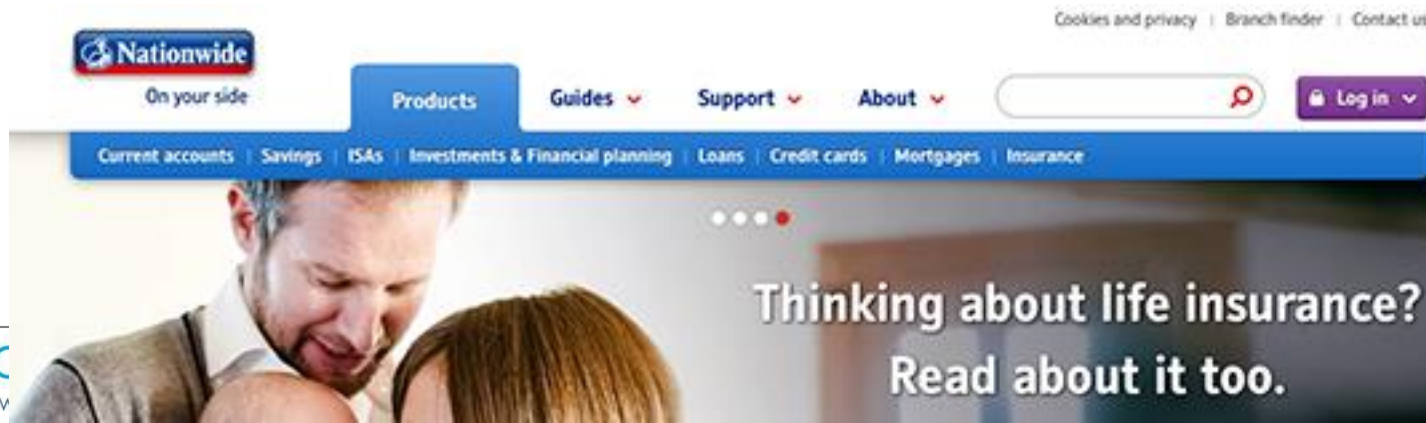 Cookies and privacy | Branch finder | Contact us
Nationwide
On your side
Products Guides Support About Log in
Current accounts | Savings | ISAs | Investments & Financial planning | Loans | Credit cards | Mortgages | Insurance
Thinking about life insurance?
Read about it too.